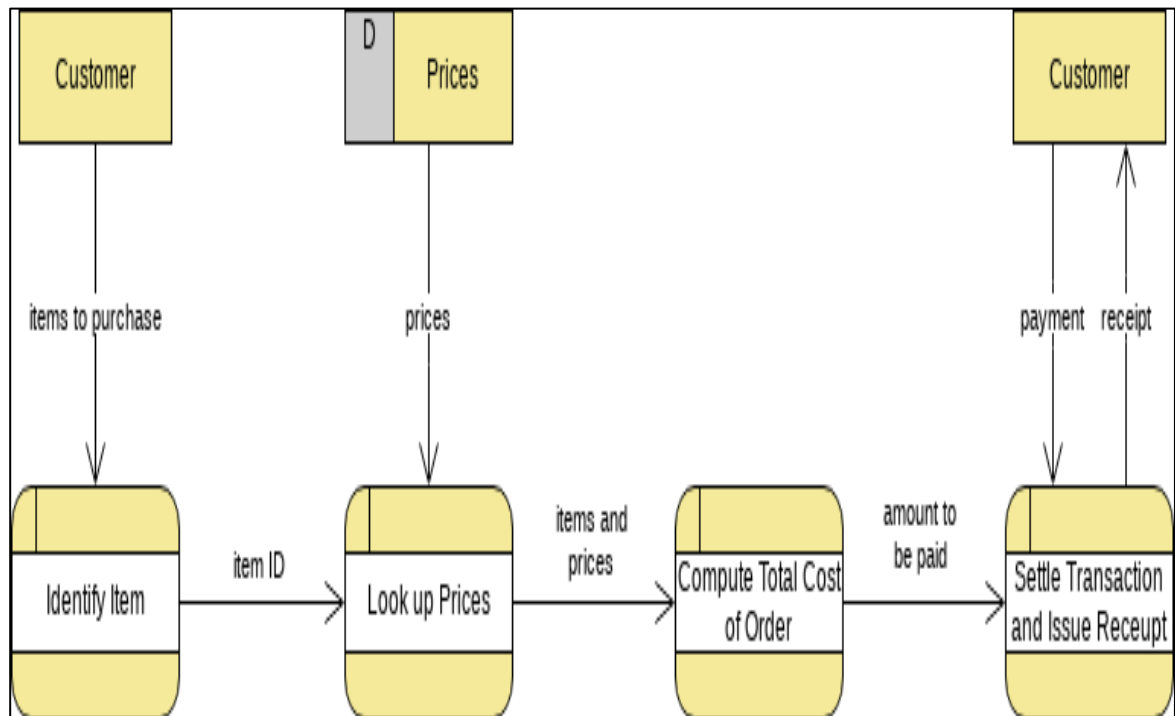 Customer
D
Prices
Customer
items to purchase
prices
payment
receipt
Identify Item
item ID
Look up Prices
items and
prices
Compute Total Cost
of Order
amount to
be paid
Settle Transaction
and Issue Receupt